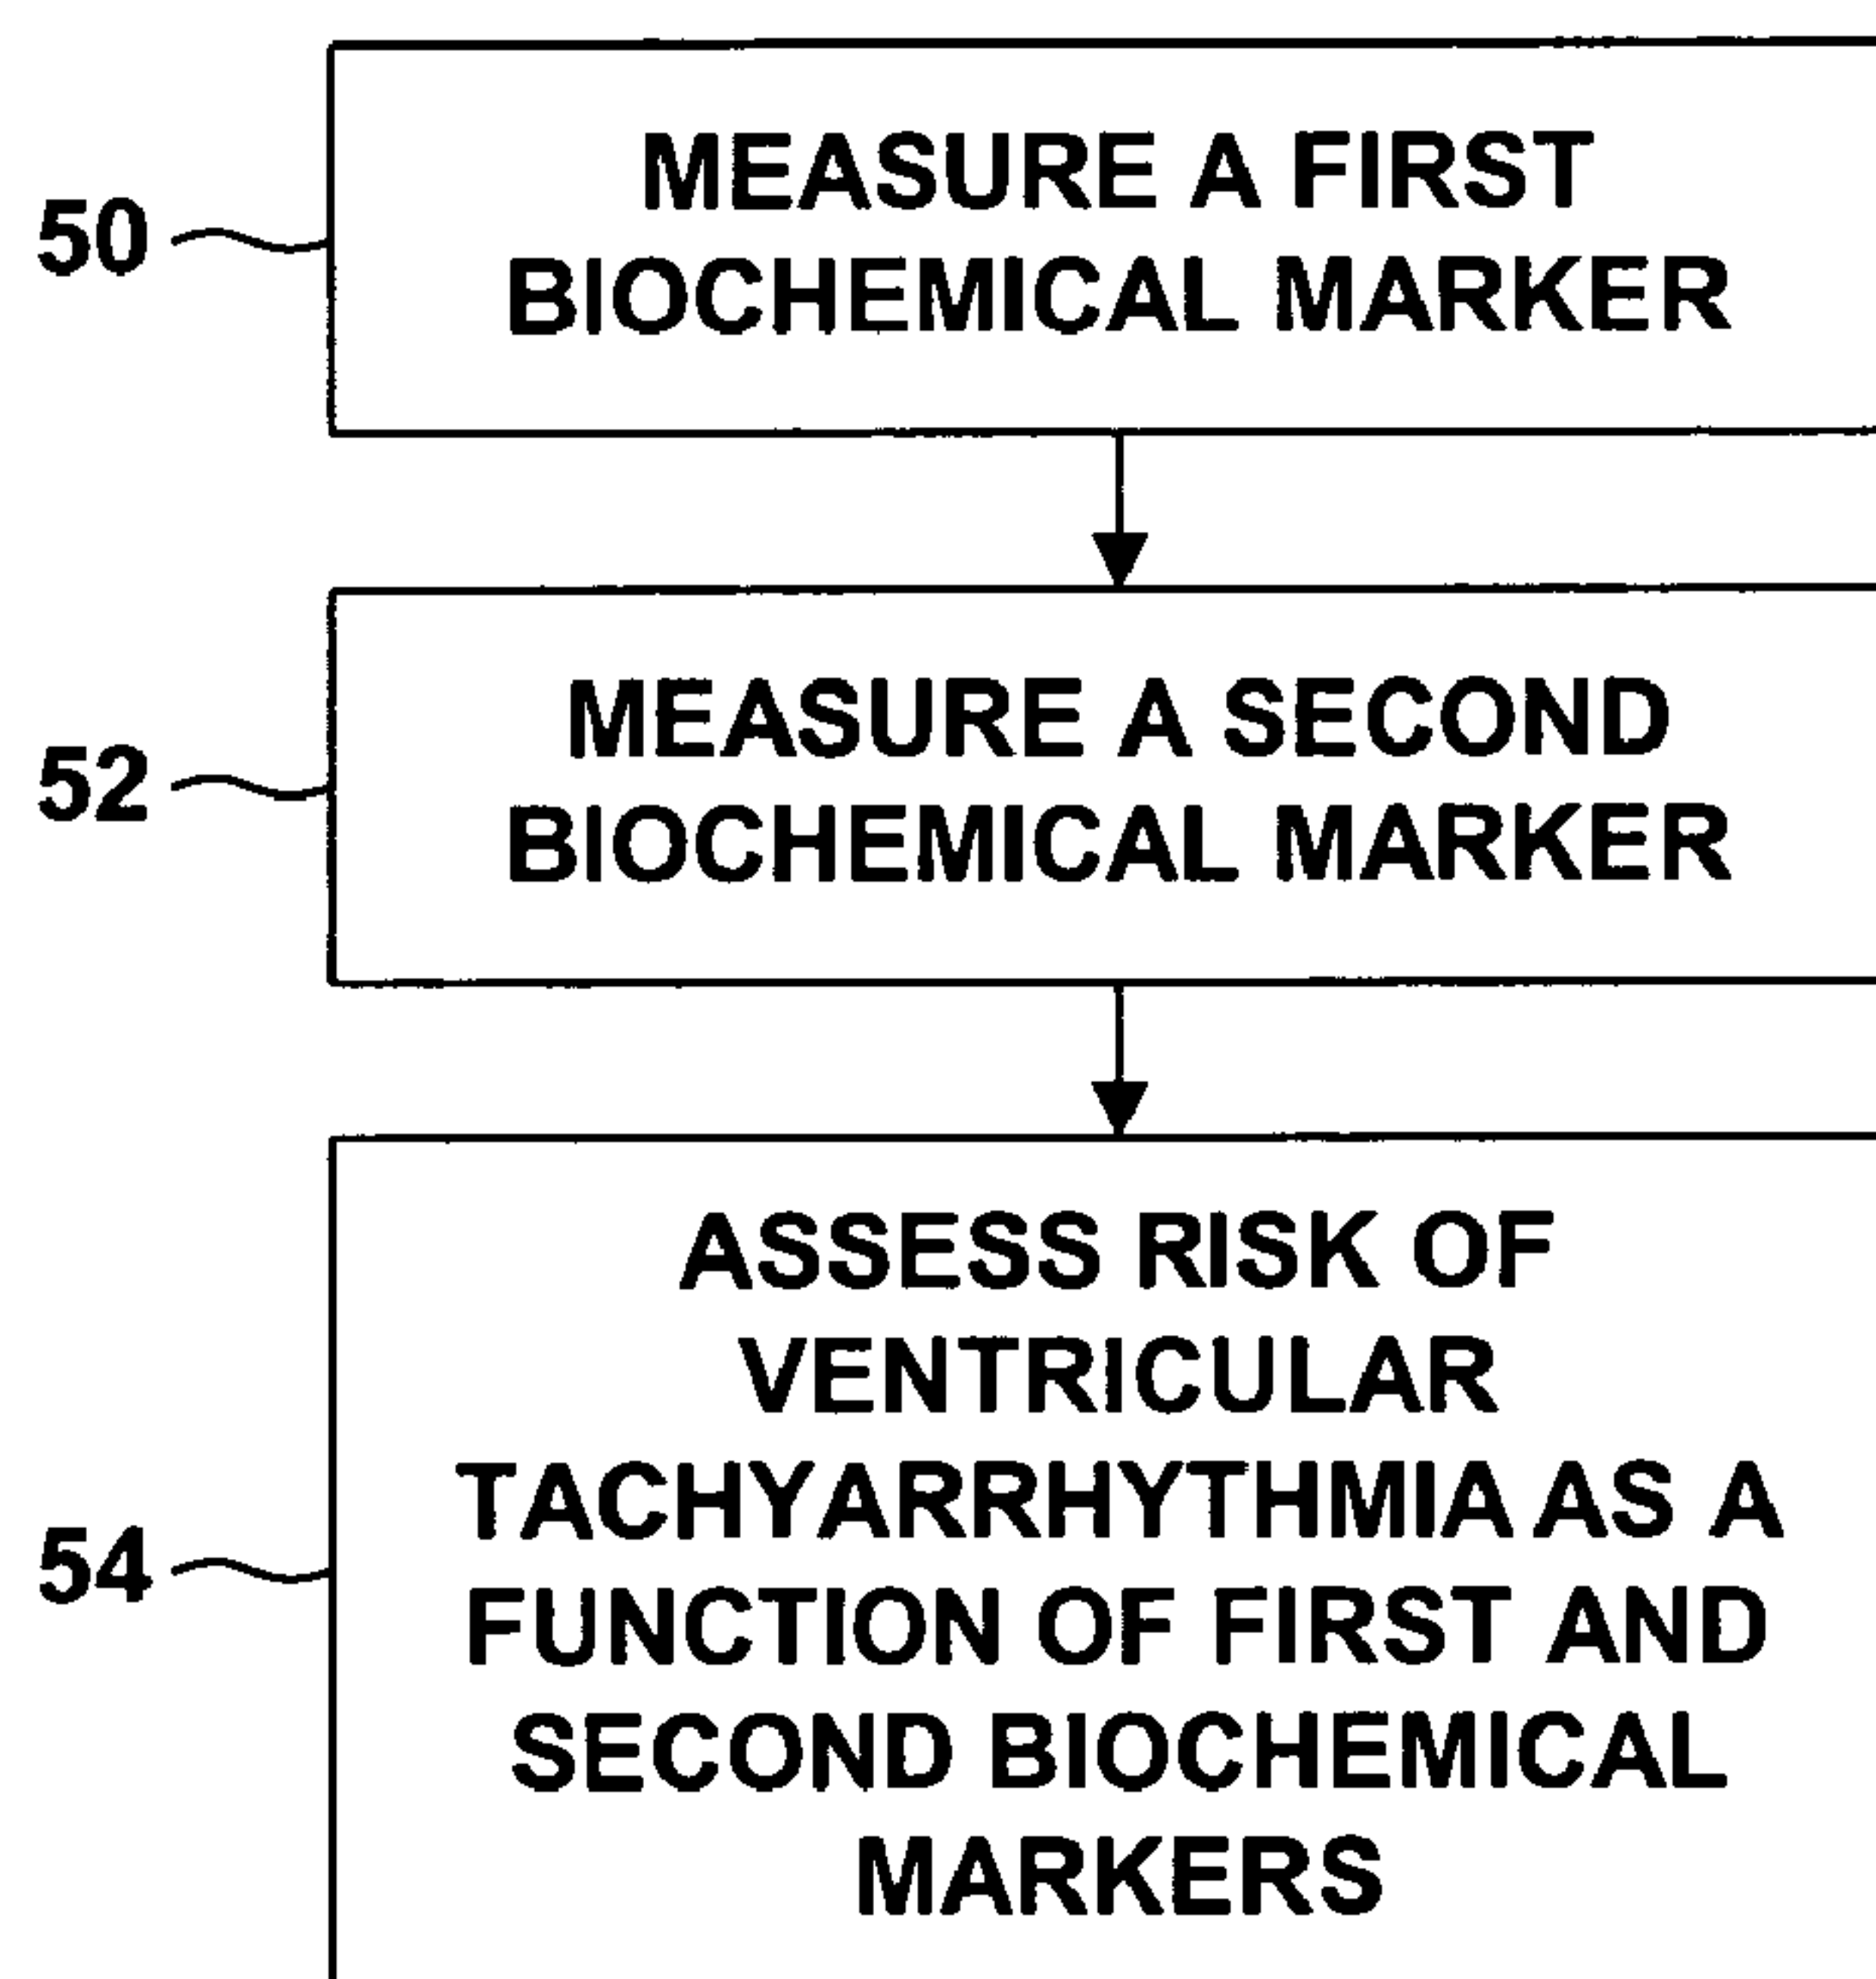 50
MEASURE A FIRST
BIOCHEMICAL MARKER
52
MEASURE A SECOND
BIOCHEMICAL MARKER
54
ASSESS RISK OF
VENTRICULAR
TACHYARRHYTHMIA AS A
FUNCTION OF FIRST AND
SECOND BIOCHEMICAL
MARKERS